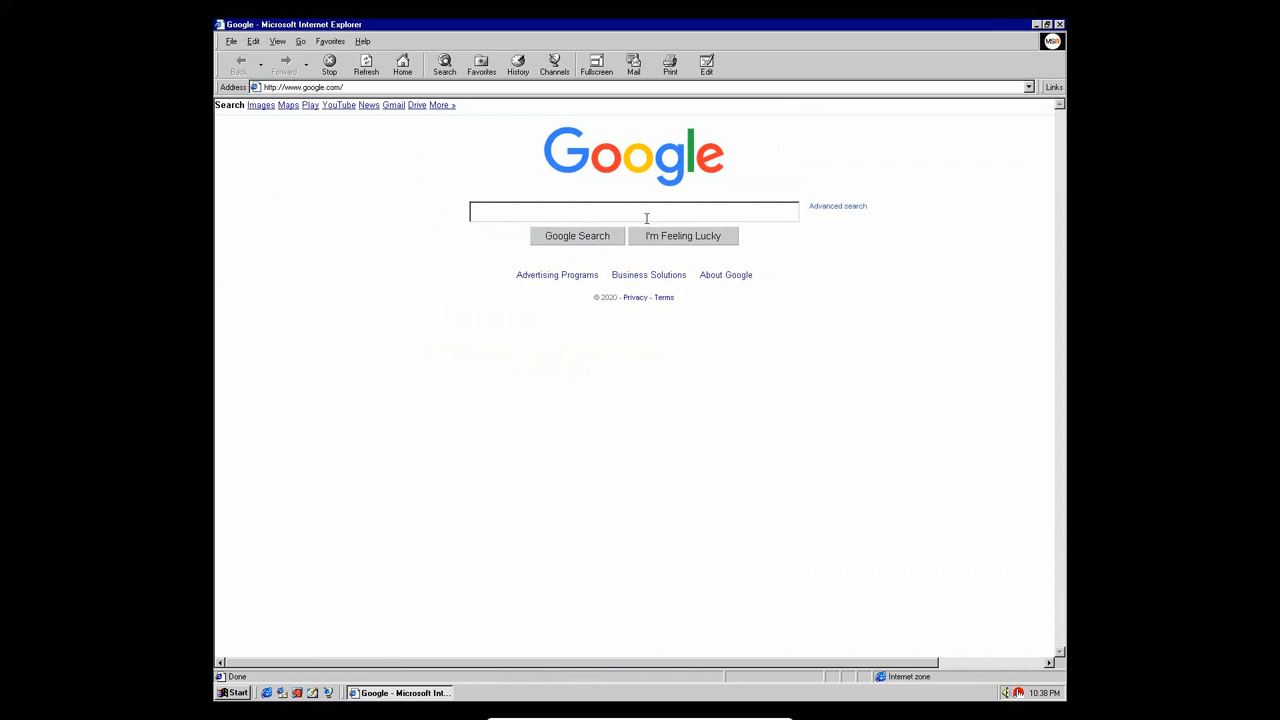 Google - Microsoft Internet Explorer
File Edit View Go Favorites Help
Back Forward Stop Refresh Home Search Favorites History Channels Fullscreen Mail Print Edit
Address http://www.google.com/ Links
Search Images Maps Play YouTube News Gmail Drive More »
Google
Advanced search
Google Search I'm Feeling Lucky
Advertising Programs Business Solutions About Google
© 2020 - Privacy - Terms
Done Internet zone
Start Google - Microsoft Int... 10:38 PM